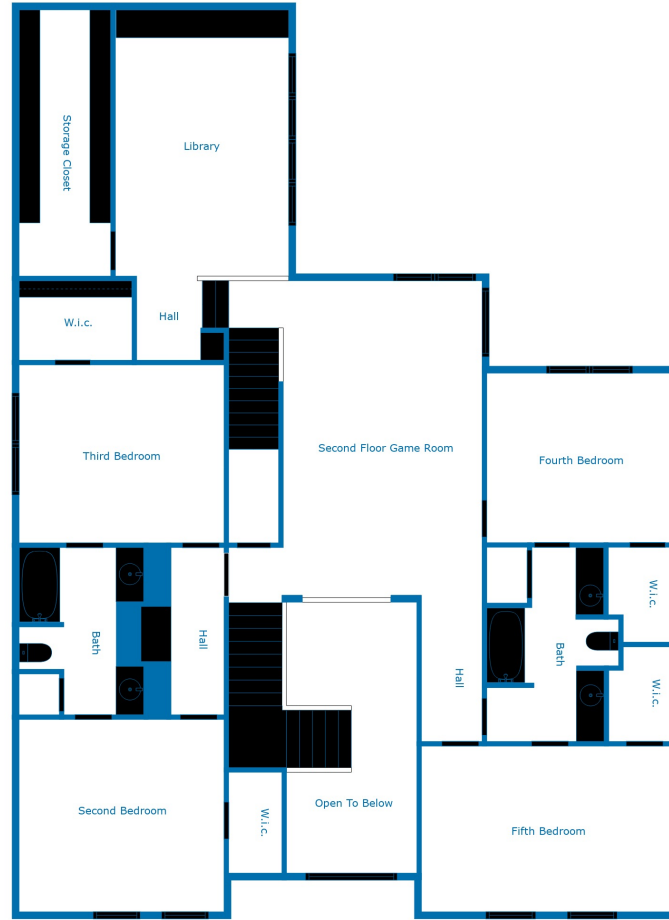 Storage Closet
Library
W.i.c.
Hall
Third Bedroom
Second Floor Game Room
Fourth Bedroom
Bath
Hall
Hall
Bath
W.i.c.
W.i.c.
Second Bedroom
W.i.c.
Open To Below
Fifth Bedroom